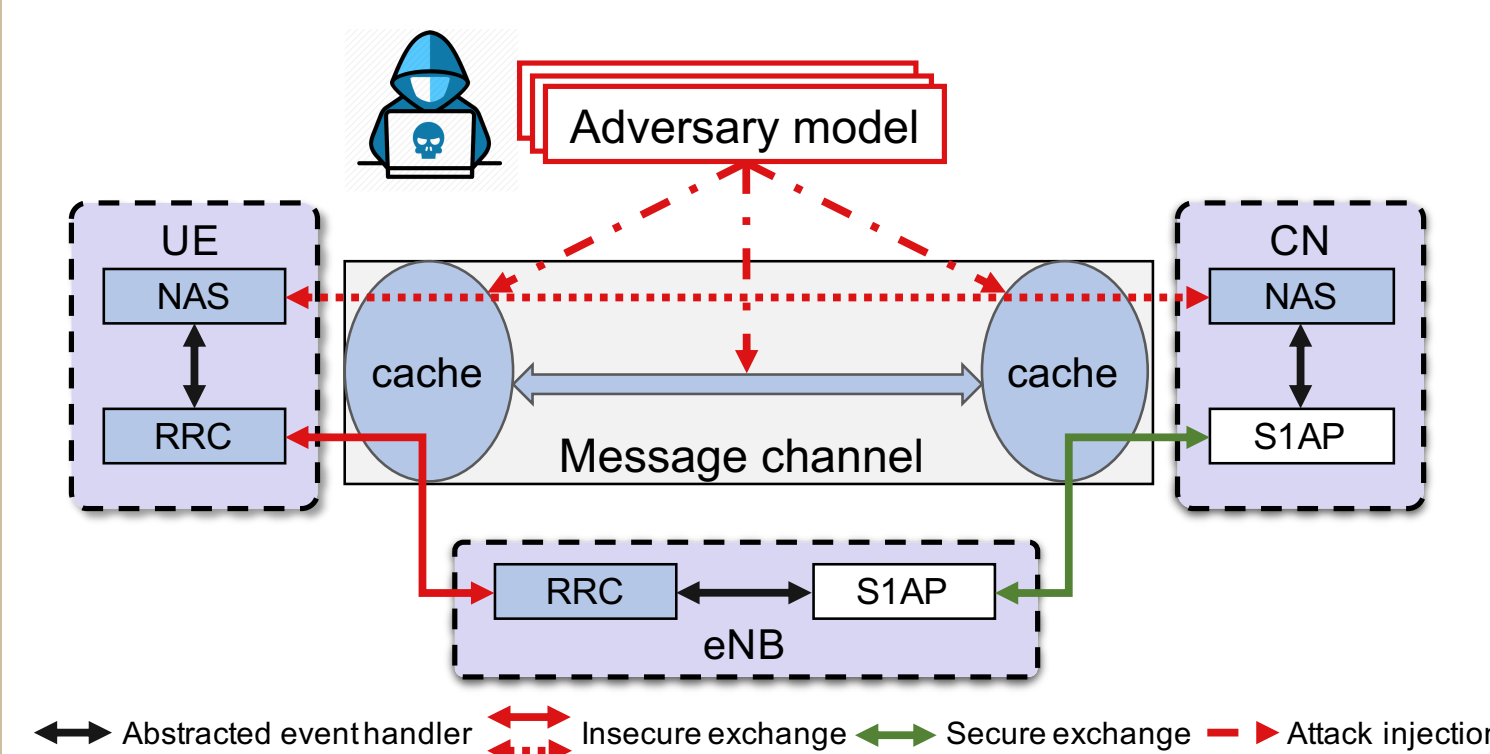 Adversary model
UE
NAS
RRC
cache
Message channel
cache
CN
NAS
S1AP
RRC
S1AP
eNB
Abstracted event handler
Insecure exchange
Secure exchange
Attack injection